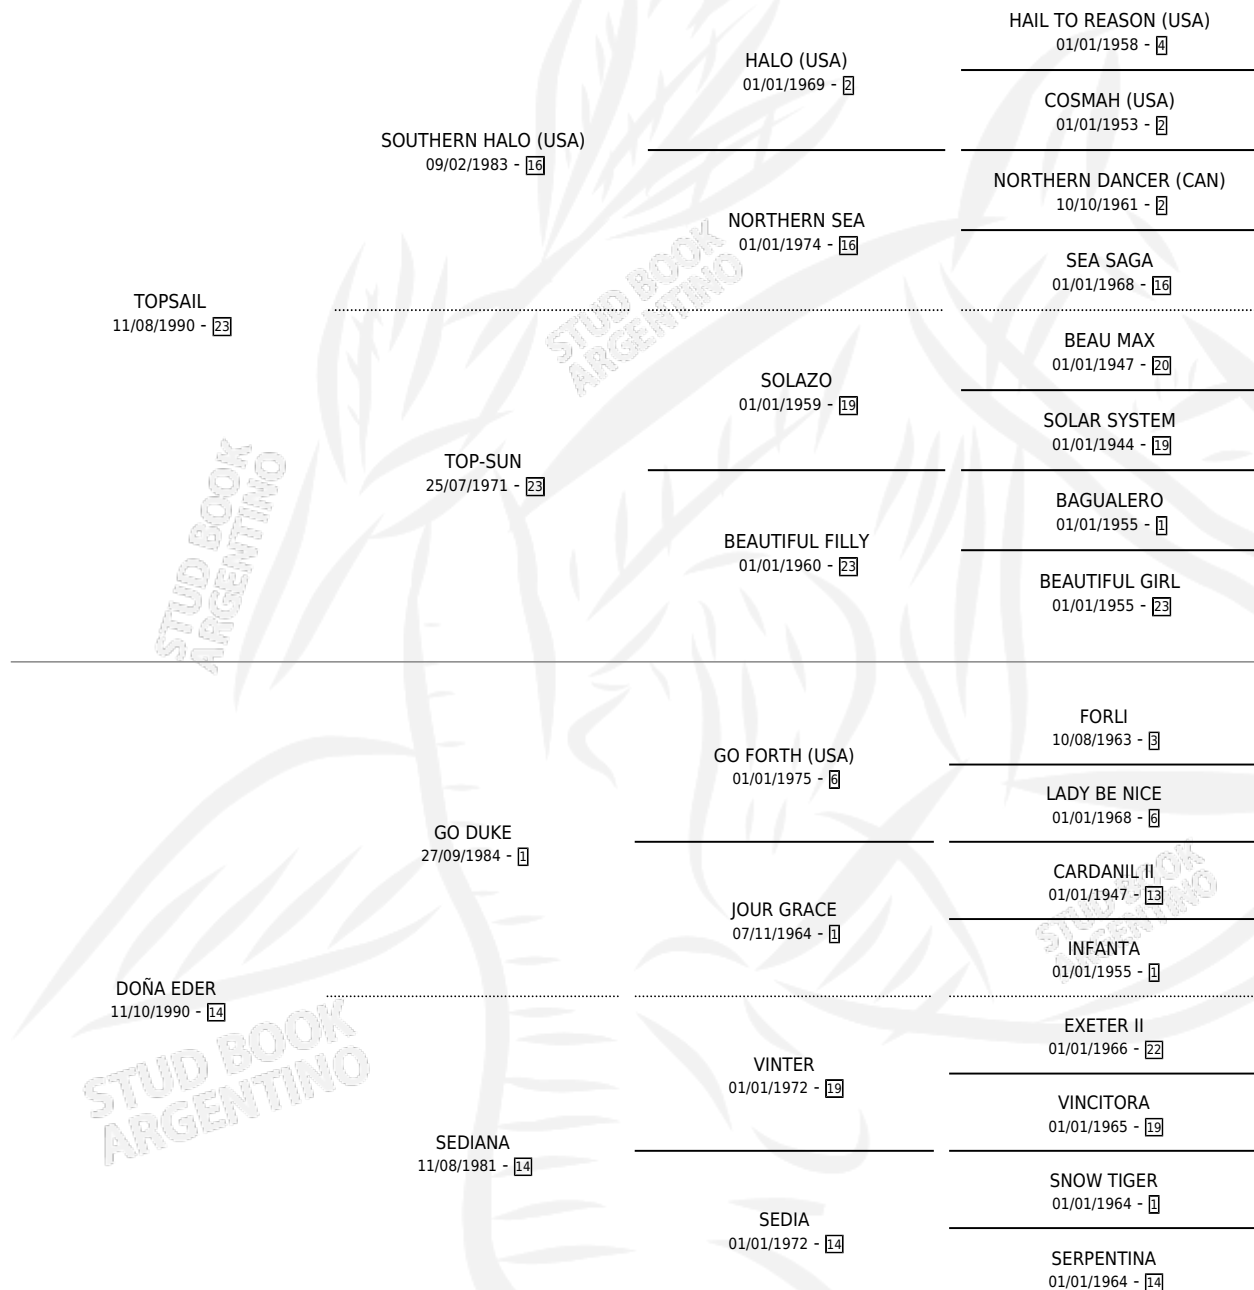 HAIL TO REASON (USA)
01/01/1958 - 4
HALO (USA)
01/01/1969 - 2
COSMAH (USA)
01/01/1953 - 2
SOUTHERN HALO (USA)
09/02/1983 - 16
NORTHERN DANCER (CAN)
10/10/1961 - 2
NORTHERN SEA
01/01/1974 - 16
SEA SAGA
01/01/1968 - 16
TOPSAIL
11/08/1990 - 23
STUD BOOK
ARGENTINO
BEAU MAX
01/01/1947 - 20
SOLAZO
01/01/1959 - 19
SOLAR SYSTEM
01/01/1944 - 19
TOP-SUN
25/07/1971 - 23
BAGUALERO
01/01/1955 - 1
BEAUTIFUL FILLY
01/01/1960 - 23
BEAUTIFUL GIRL
01/01/1955 - 23
STUD BOOK
ARGENTINO
FORLI
10/08/1963 - 3
GO FORTH (USA)
01/01/1975 - 6
LADY BE NICE
01/01/1968 - 6
GO DUKE
27/09/1984 - 1
CARDANIL II
01/01/1947 - 13
JOUR GRACE
07/11/1964 - 1
STUD BOOK
ARGENTINO
INFANTA
01/01/1955 - 1
DOÑA EDER
11/10/1990 - 14
STUD BOOK
ARGENTINO
EXETER II
01/01/1966 - 22
VINTER
01/01/1972 - 19
VINCITORA
01/01/1965 - 19
SEDIANA
11/08/1981 - 14
SNOW TIGER
01/01/1964 - 1
SEDIA
01/01/1972 - 14
SERPENTINA
01/01/1964 - 14